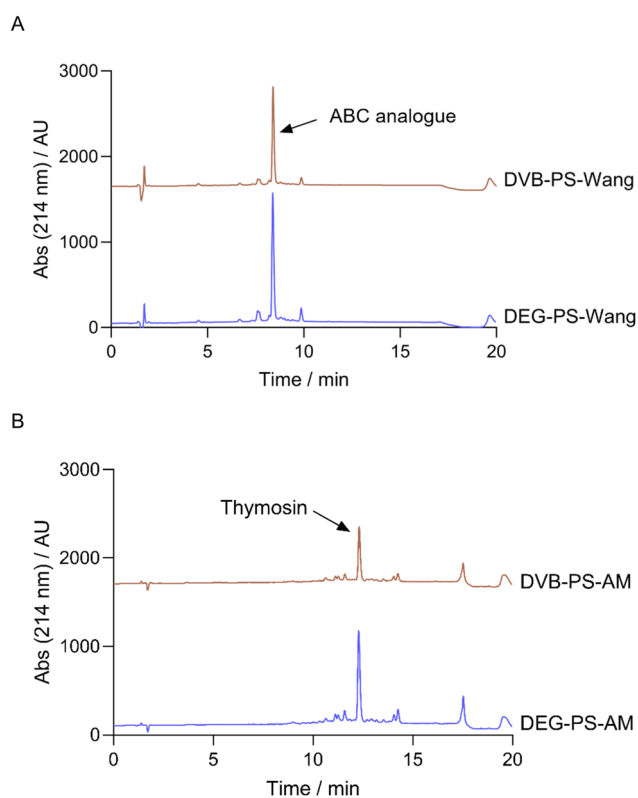 A
3000
2000
1000
0
Abs (214 nm) / AU
ABC analogue
DVB-PS-Wang
DEG-PS-Wang
0 5 10 15 20
Time / min
B
3000
2000
1000
0
Abs (214 nm) / AU
Thymosin
DVB-PS-AM
DEG-PS-AM
0 5 10 15 20
Time / min